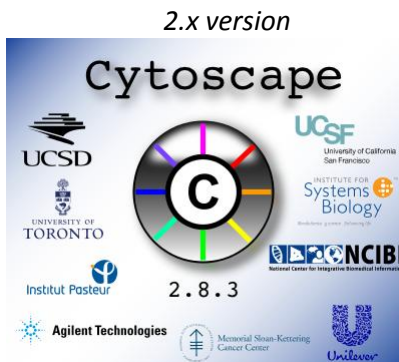 2.x version
Cytoscape
UCSD
UNIVERSITY OF
TORONTO
Institut Pasteur
Agilent Technologies
C
2.8.3
UCSF
University of California
San Francisco
INSTITUTE FOR
Systems
Biology
NCIBI
National Center for Integrative Biomedical Informatics
Memorial Sloan-Kettering
Cancer Center
Unilever